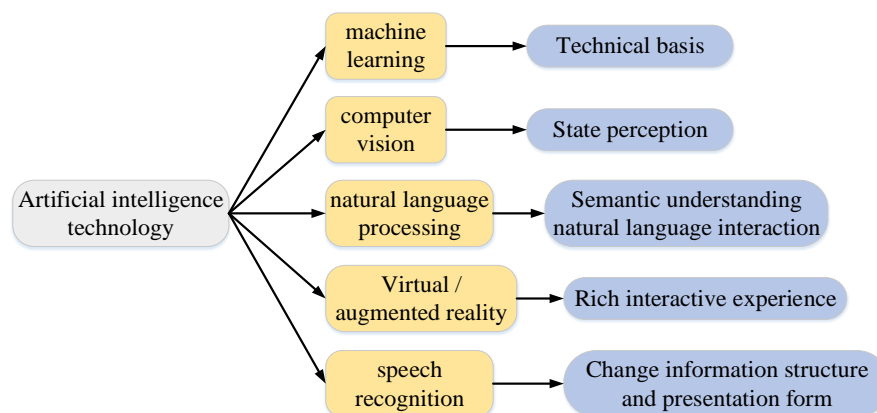 machine
learning
Technical basis
computer
vision
State perception
Artificial intelligence
technology
natural language
processing
Semantic understanding
natural language interaction
Virtual /
augmented reality
Rich interactive experience
speech
recognition
Change information structure
and presentation form